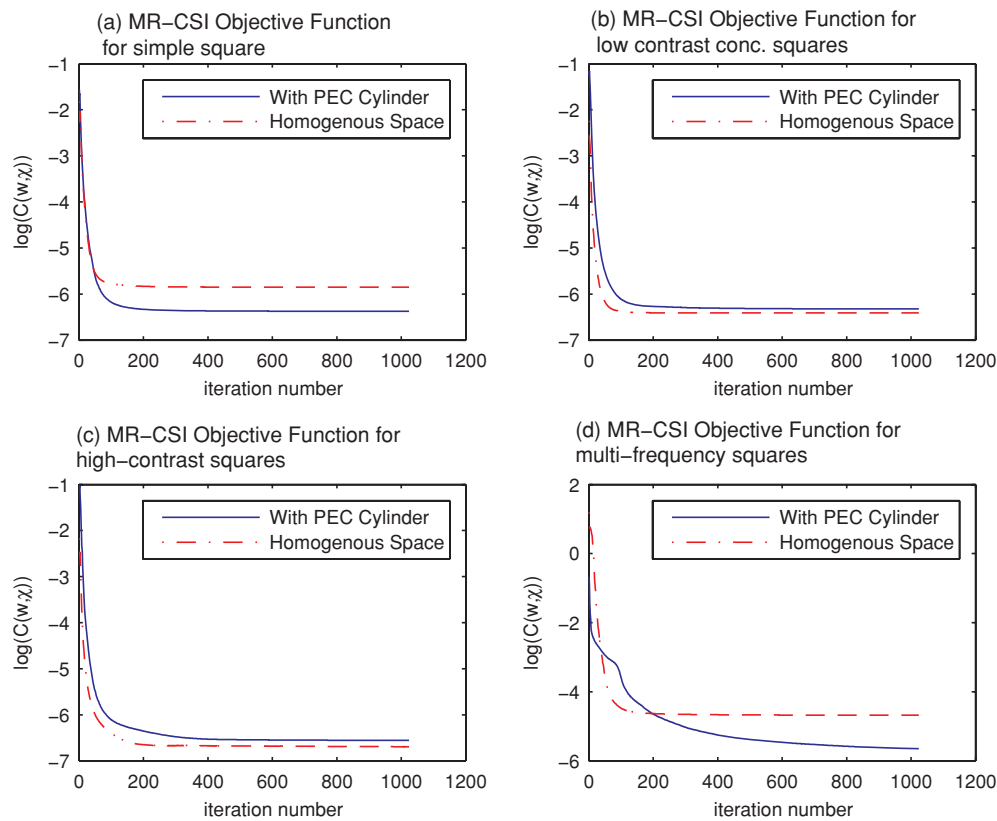 (a) MR−CSI Objective Function
for simple square
−1
−2
−3
−4
−5
−6
−7
log(C(w,χ))
With PEC Cylinder
Homogenous Space
0 200 400 600 800 1000 1200
iteration number
(b) MR−CSI Objective Function for
low contrast conc. squares
−1
−2
−3
−4
−5
−6
−7
log(C(w,χ))
With PEC Cylinder
Homogenous Space
0 200 400 600 800 1000 1200
iteration number
(c) MR−CSI Objective Function for
high−contrast squares
−1
−2
−3
−4
−5
−6
−7
log(C(w,χ))
With PEC Cylinder
Homogenous Space
0 200 400 600 800 1000 1200
iteration number
(d) MR−CSI Objective Function for
multi−frequency squares
2
0
−2
−4
−6
log(C(w,χ))
With PEC Cylinder
Homogenous Space
0 200 400 600 800 1000 1200
iteration number